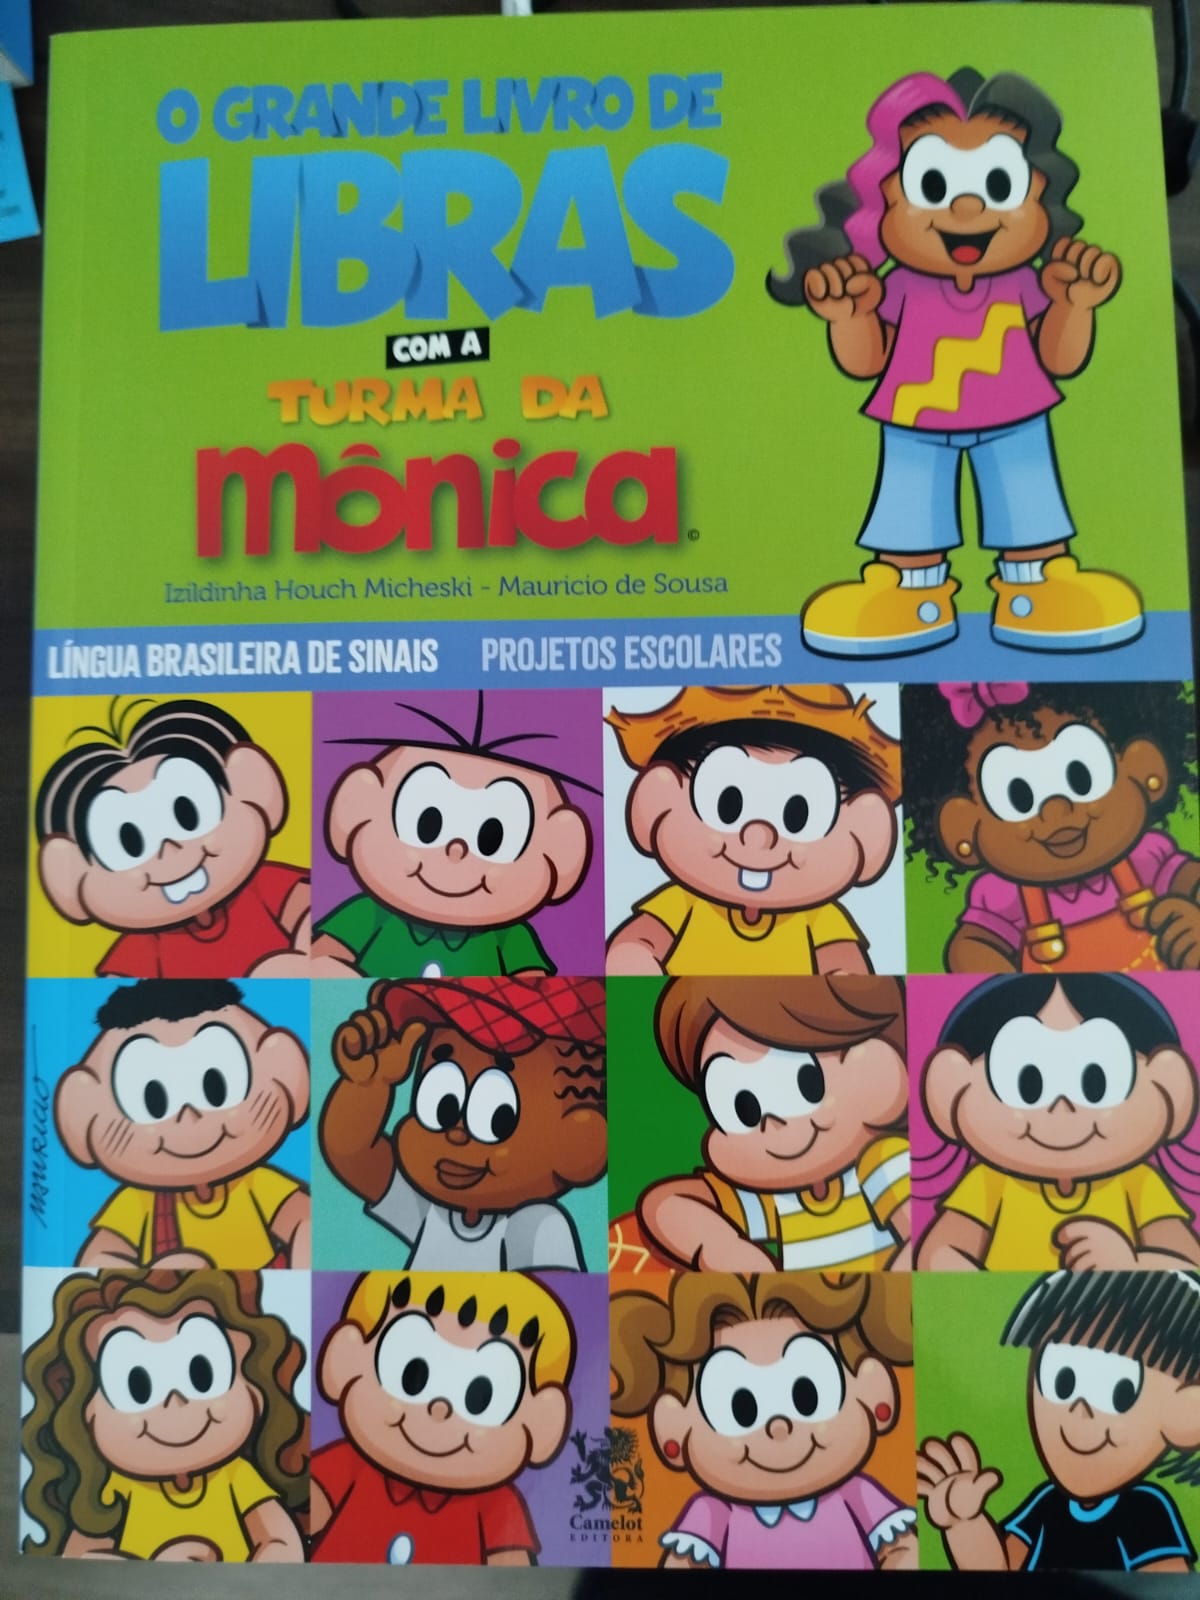 O GRANDE LIVRO DE
LIBRAS
COM A
TURMA DA
MÔNICA
©
Izildinha Houch Micheski - Mauricio de Sousa
LÍNGUA BRASILEIRA DE SINAIS PROJETOS ESCOLARES
MAURICIO
Camelot
EDITORA